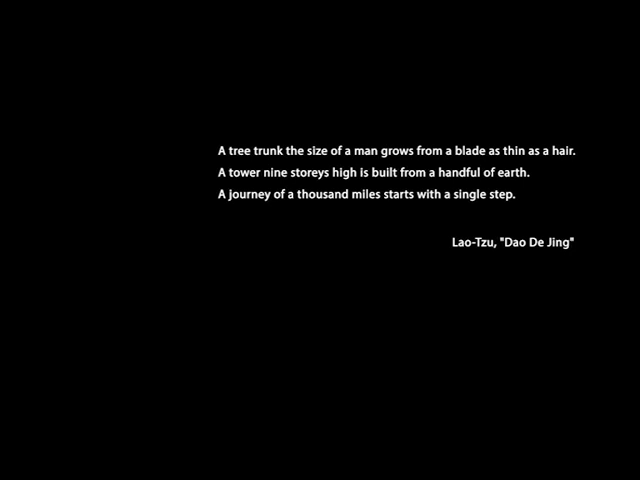 A tree trunk the size of a man grows from a blade as thin as a hair.
A tower nine storeys high is built from a handful of earth.
A journey of a thousand miles starts with a single step.
Lao-Tzu, "Dao De Jing"